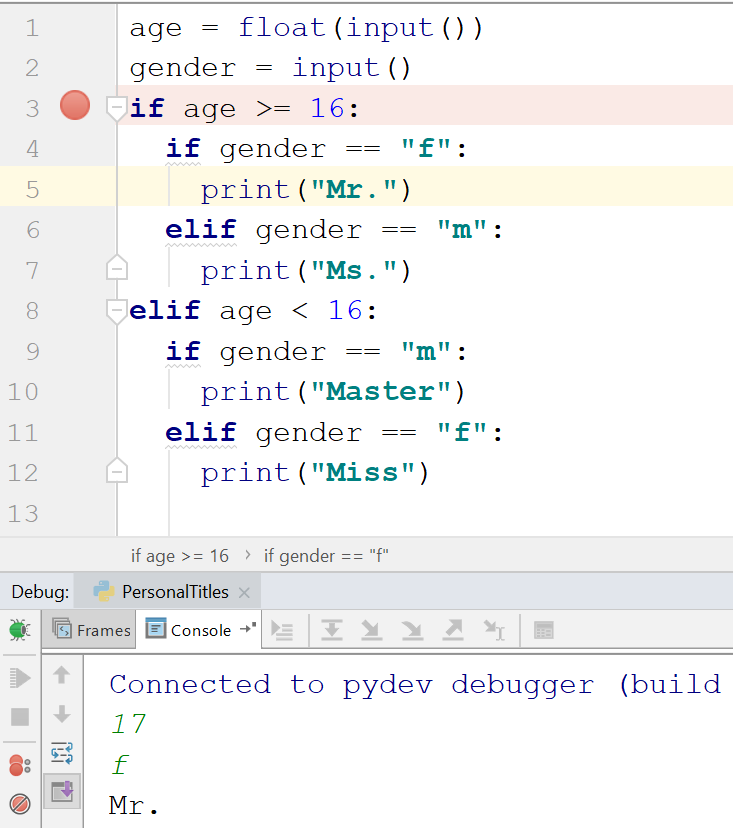 1 age = float(input())
2 gender = input()
3 if age >= 16:
4 if gender == "f":
5 print("Mr.")
6 elif gender == "m":
7 print("Ms.")
8 elif age < 16:
9 if gender == "m":
10 print("Master")
11 elif gender == "f":
12 print("Miss")
13
if age >= 16 › if gender == "f"
Debug: PersonalTitles ×
Frames Console
Connected to pydev debugger (build
17
f
Mr.